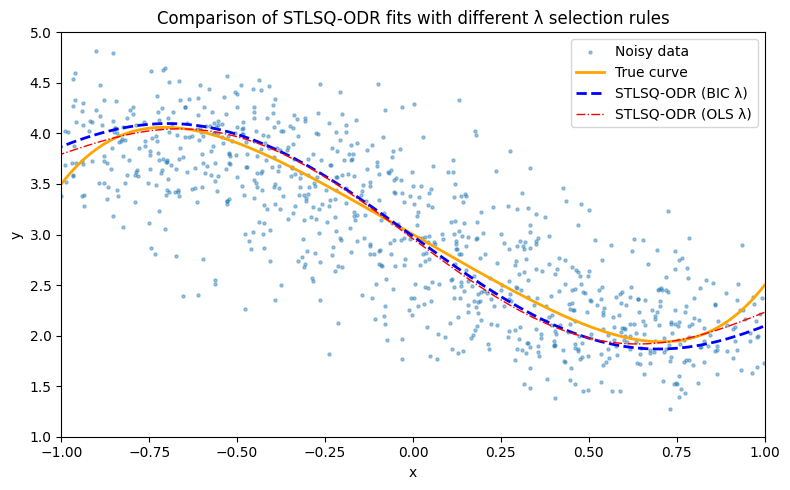 Comparison of STLSQ-ODR fits with different λ selection rules
5.0
4.5
4.0
3.5
3.0
2.5
2.0
1.5
1.0
y
Noisy data
True curve
STLSQ-ODR (BIC λ)
STLSQ-ODR (OLS λ)
−1.00 −0.75 −0.50 −0.25 0.00 0.25 0.50 0.75 1.00
x